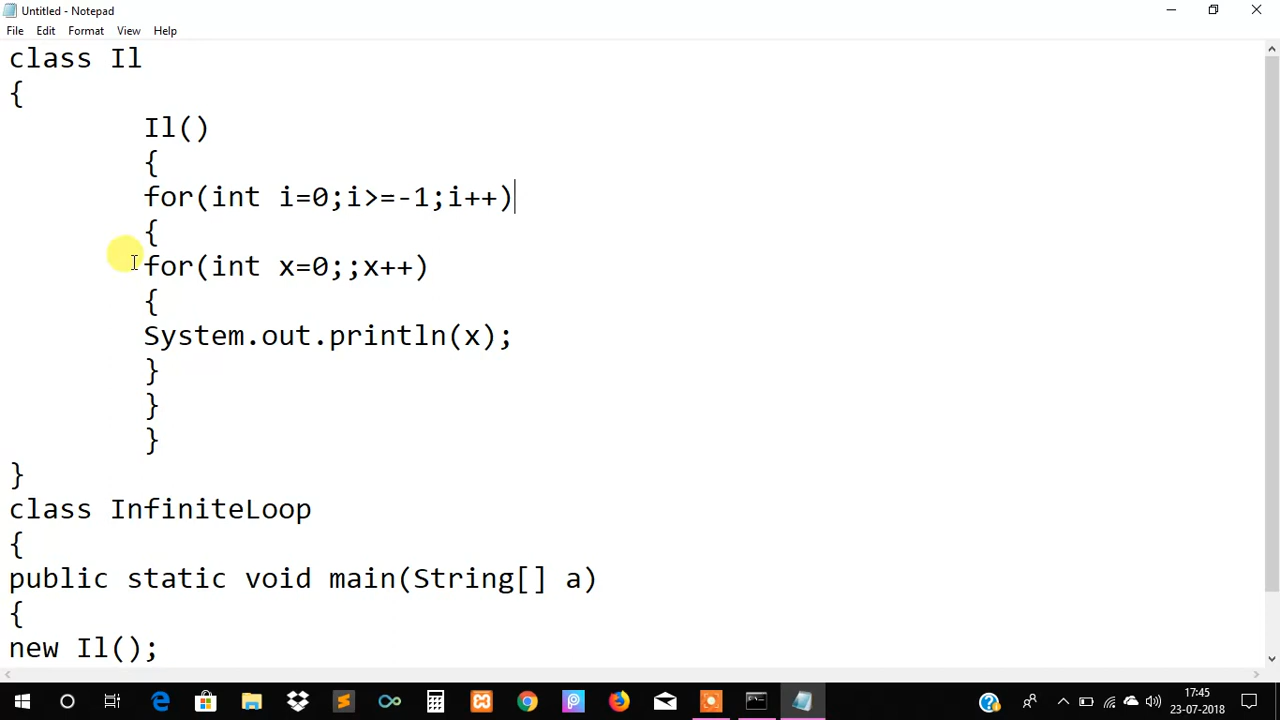 Untitled - Notepad
File Edit Format View Help
class Il
{
Il()
{
for(int i=0;i>=-1;i++)
{
for(int x=0;;x++)
{
System.out.println(x);
}
}
}
}
class InfiniteLoop
{
public static void main(String[] a)
{
new Il();
17:45
23-07-2018